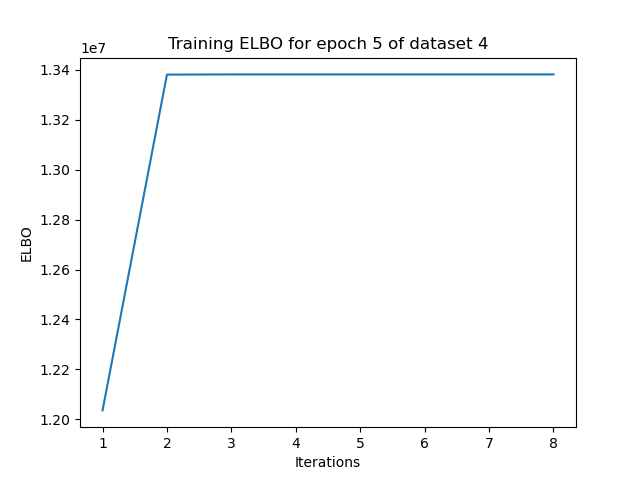 Training ELBO for epoch 5 of dataset 4
1e7
1.34
1.32
1.30
1.28
1.26
1.24
1.22
1.20
ELBO
1 2 3 4 5 6 7 8
Iterations